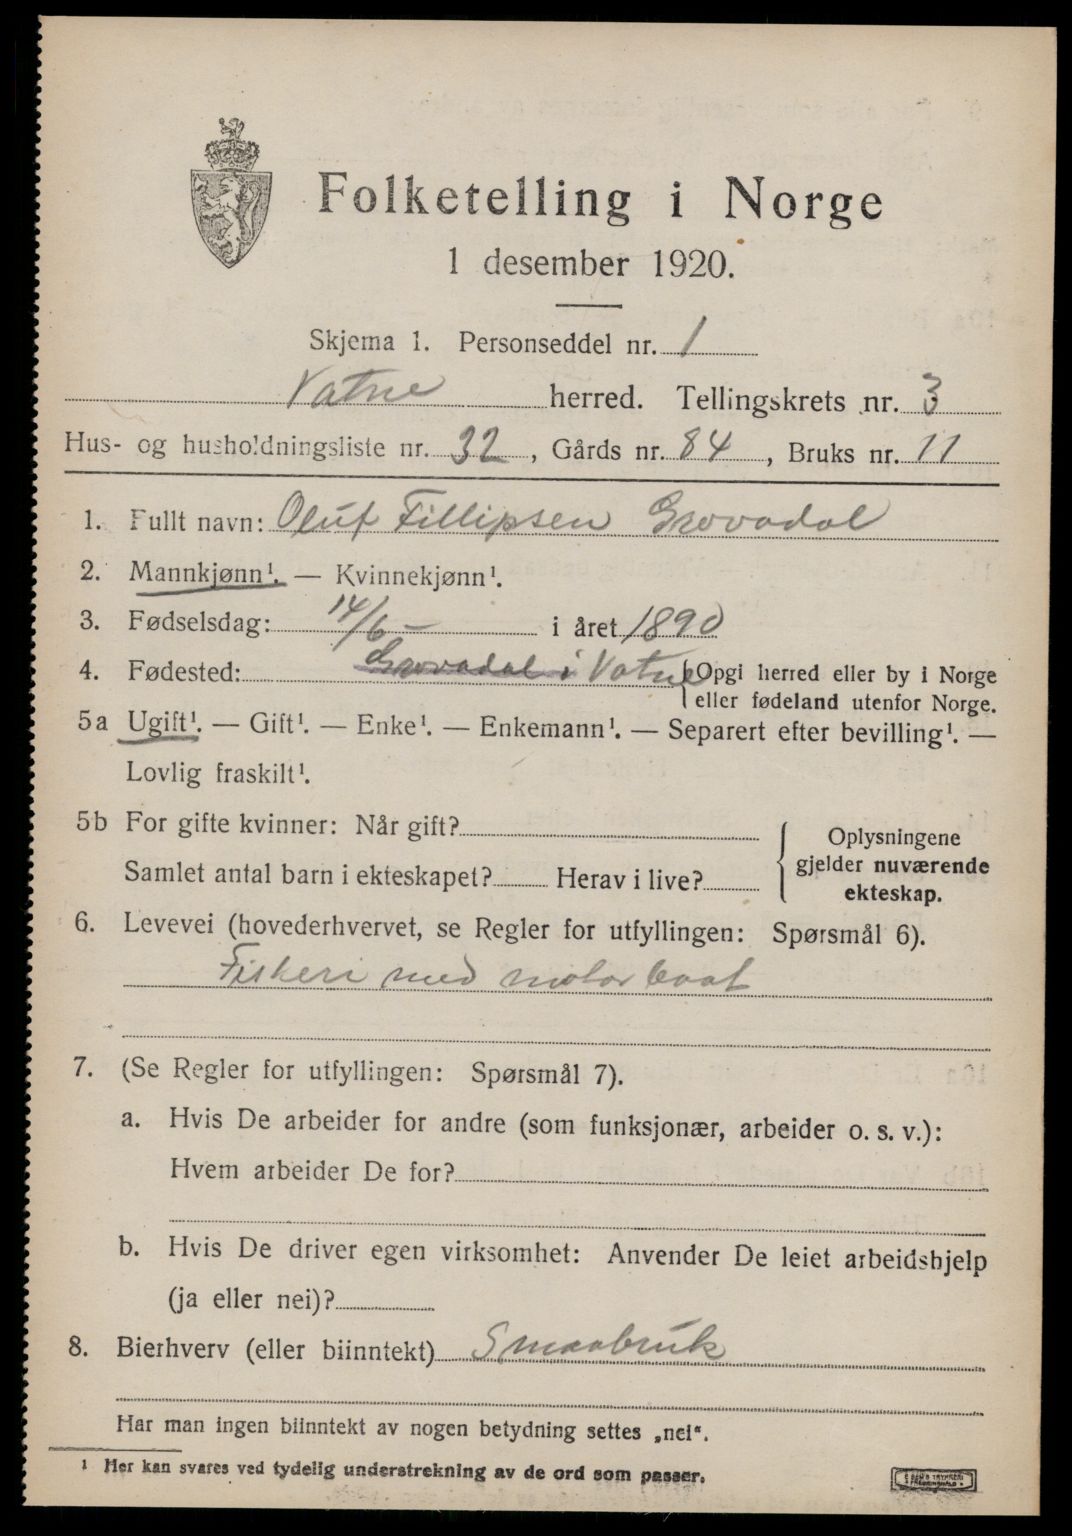 Folketelling i Norge
1 desember 1920.
Skjema 1. Personseddel nr. 1
Vatne herred. Tellingskrets nr. 3
Hus- og husholdningsliste nr. 32, Gårds nr. 84, Bruks nr. 11
1. Fullt navn: Oluf Fillipsen Grovadal
2. Mannkjønn¹. — Kvinnekjønn¹.
3. Fødselsdag: 14/6 – i året 1890
4. Fødested: Grovadal i Vatne { Opgi herred eller by i Norge
eller fødeland utenfor Norge.
5a Ugift¹. — Gift¹. — Enke¹. — Enkemann¹. — Separert efter bevilling¹. —
Lovlig fraskilt¹.
5b For gifte kvinner: Når gift?
Samlet antal barn i ekteskapet? Herav i live?
Oplysningene
gjelder nuværende
ekteskap.
6. Levevei (hovederhvervet, se Regler for utfyllingen: Spørsmål 6).
Fiskeri med motorbaat
7. (Se Regler for utfyllingen: Spørsmål 7).
a. Hvis De arbeider for andre (som funksjonær, arbeider o. s. v.):
Hvem arbeider De for?
b. Hvis De driver egen virksomhet: Anvender De leiet arbeidshjelp
(ja eller nei)?
8. Bierhverv (eller biinntekt) Smaabruk
Har man ingen biinntekt av nogen betydning settes „nei".
¹ Her kan svares ved tydelig understrekning av de ord som passer.